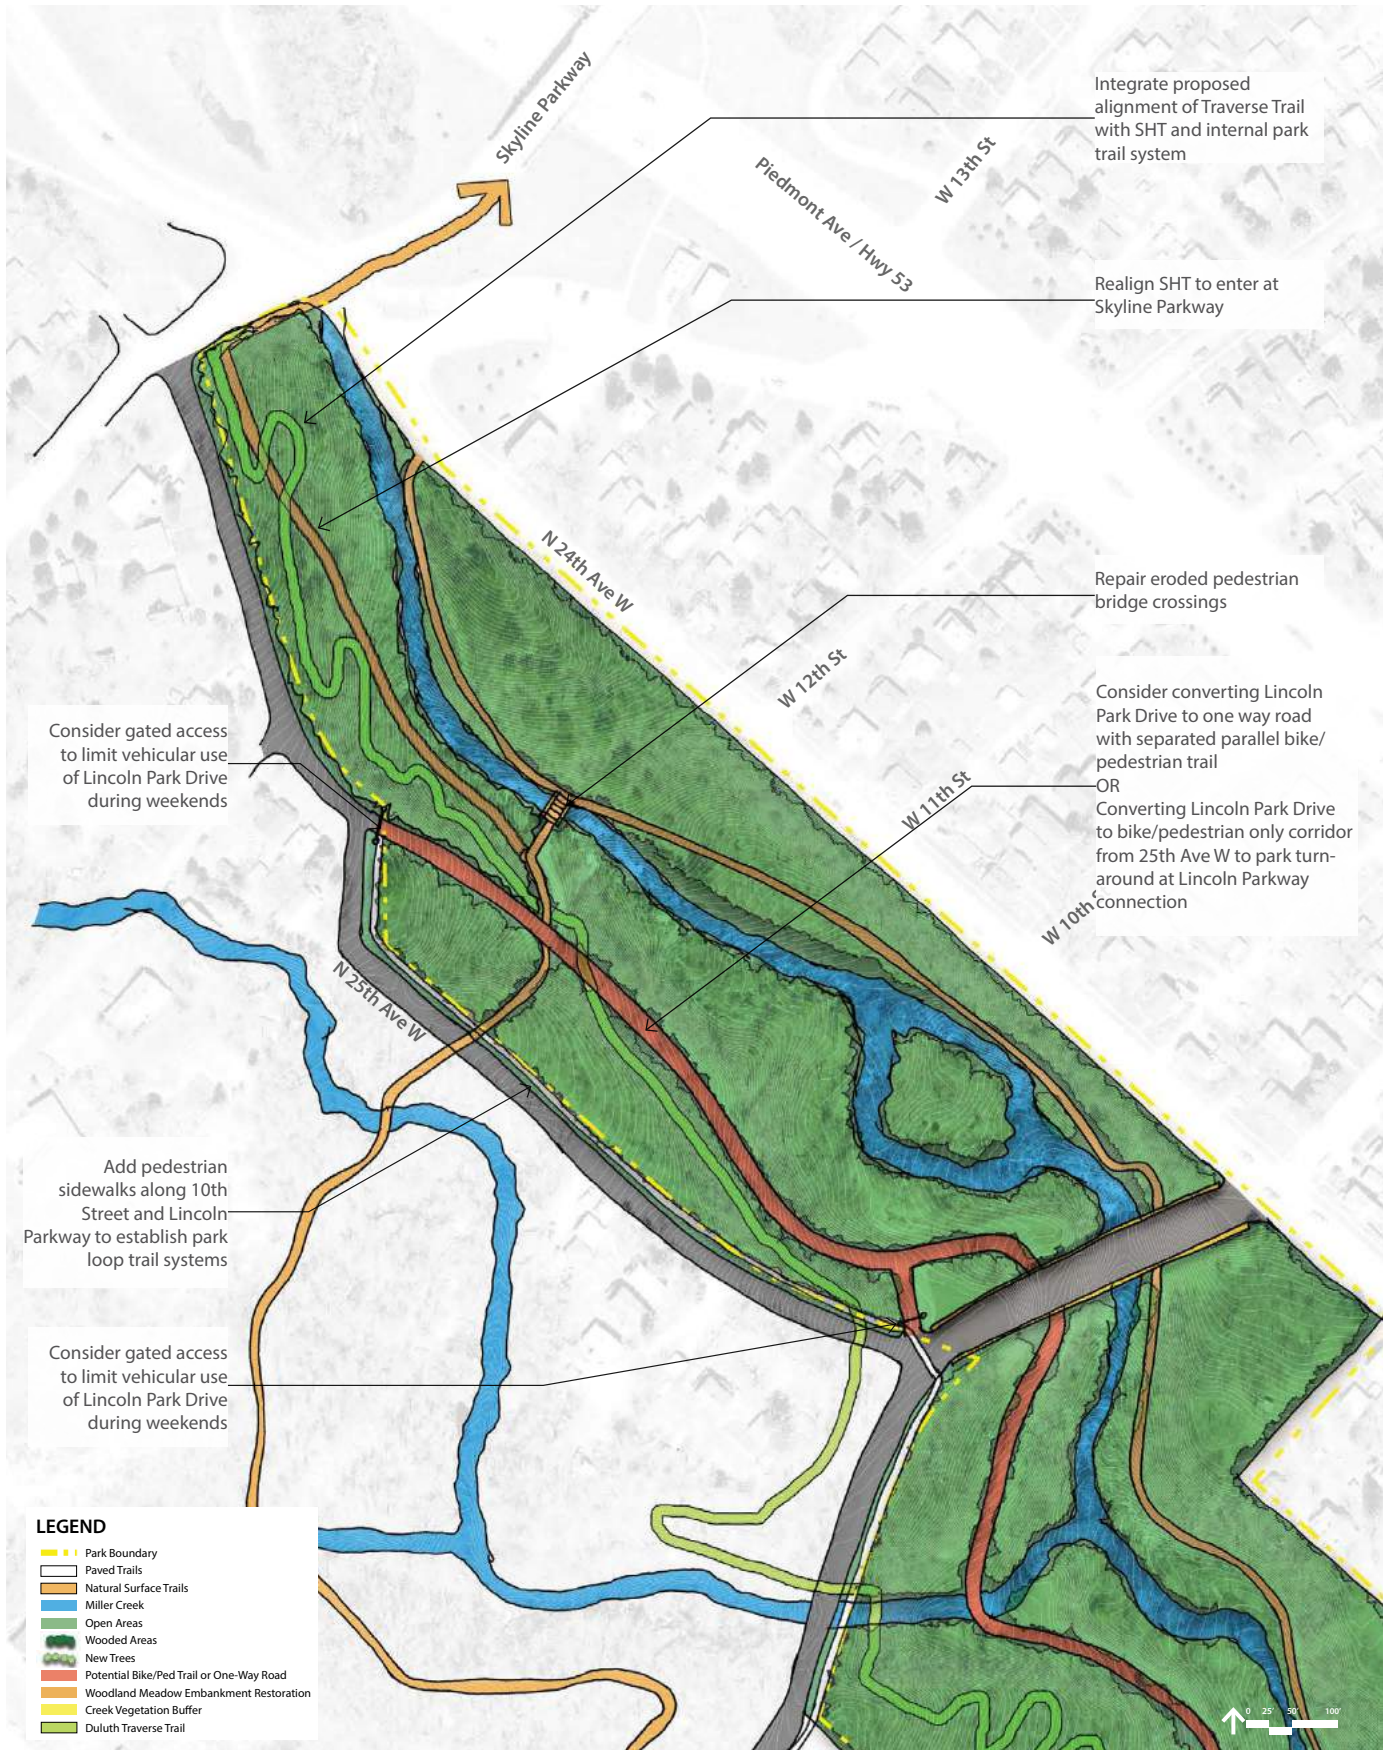 Skyline Parkway
Integrate proposed
alignment of Traverse Trail
with SHT and internal park
trail system
W 13th St
Piedmont Ave / Hwy 53
Realign SHT to enter at
Skyline Parkway
N 24th Ave W
Repair eroded pedestrian
bridge crossings
W 12th St
Consider converting Lincoln
Park Drive to one way road
with separated parallel bike/
pedestrian trail
OR
Converting Lincoln Park Drive
to bike/pedestrian only corridor
from 25th Ave W to park turn-
around at Lincoln Parkway
connection
Consider gated access
to limit vehicular use
of Lincoln Park Drive
during weekends
W 11th St
W 10th
N 25th Ave W
Add pedestrian
sidewalks along 10th
Street and Lincoln
Parkway to establish park
loop trail systems
Consider gated access
to limit vehicular use
of Lincoln Park Drive
during weekends
LEGEND
Park Boundary
Paved Trails
Natural Surface Trails
Miller Creek
Open Areas
Wooded Areas
New Trees
Potential Bike/Ped Trail or One-Way Road
Woodland Meadow Embankment Restoration
Creek Vegetation Buffer
Duluth Traverse Trail
0 25' 50' 100'